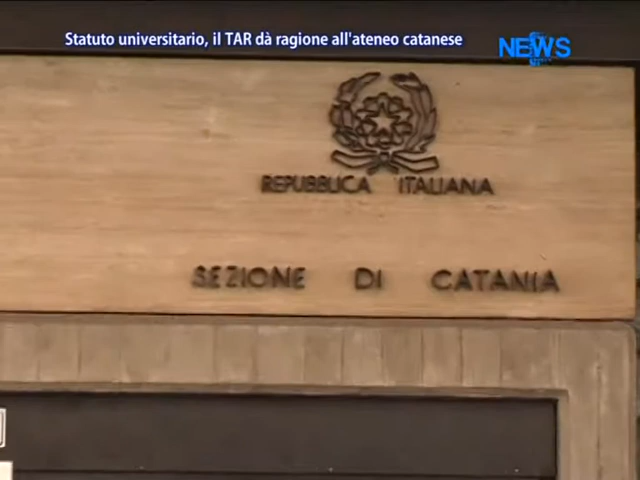 Statuto universitario, il TAR dà ragione all'ateneo catanese
NEWS
REPUBBLICA ITALIANA
SEZIONE DI CATANIA